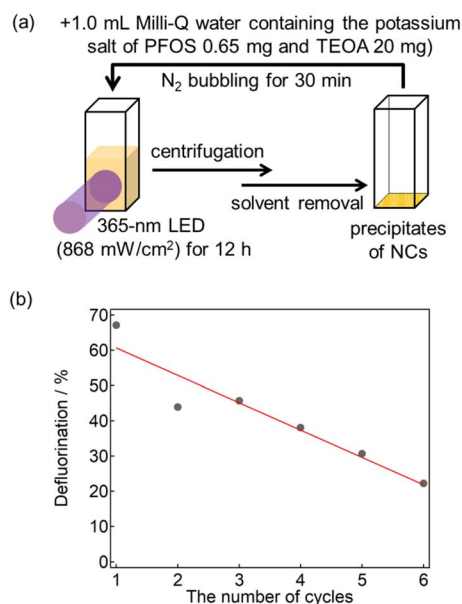 (a)
+1.0 mL Milli-Q water containing the potassium
salt of PFOS 0.65 mg and TEOA 20 mg)
N₂ bubbling for 30 min
centrifugation
solvent removal
365-nm LED
(868 mW/cm²) for 12 h
precipitates
of NCs
(b)
Defluorination / %
70
60
50
40
30
20
10
0
1 2 3 4 5 6
The number of cycles